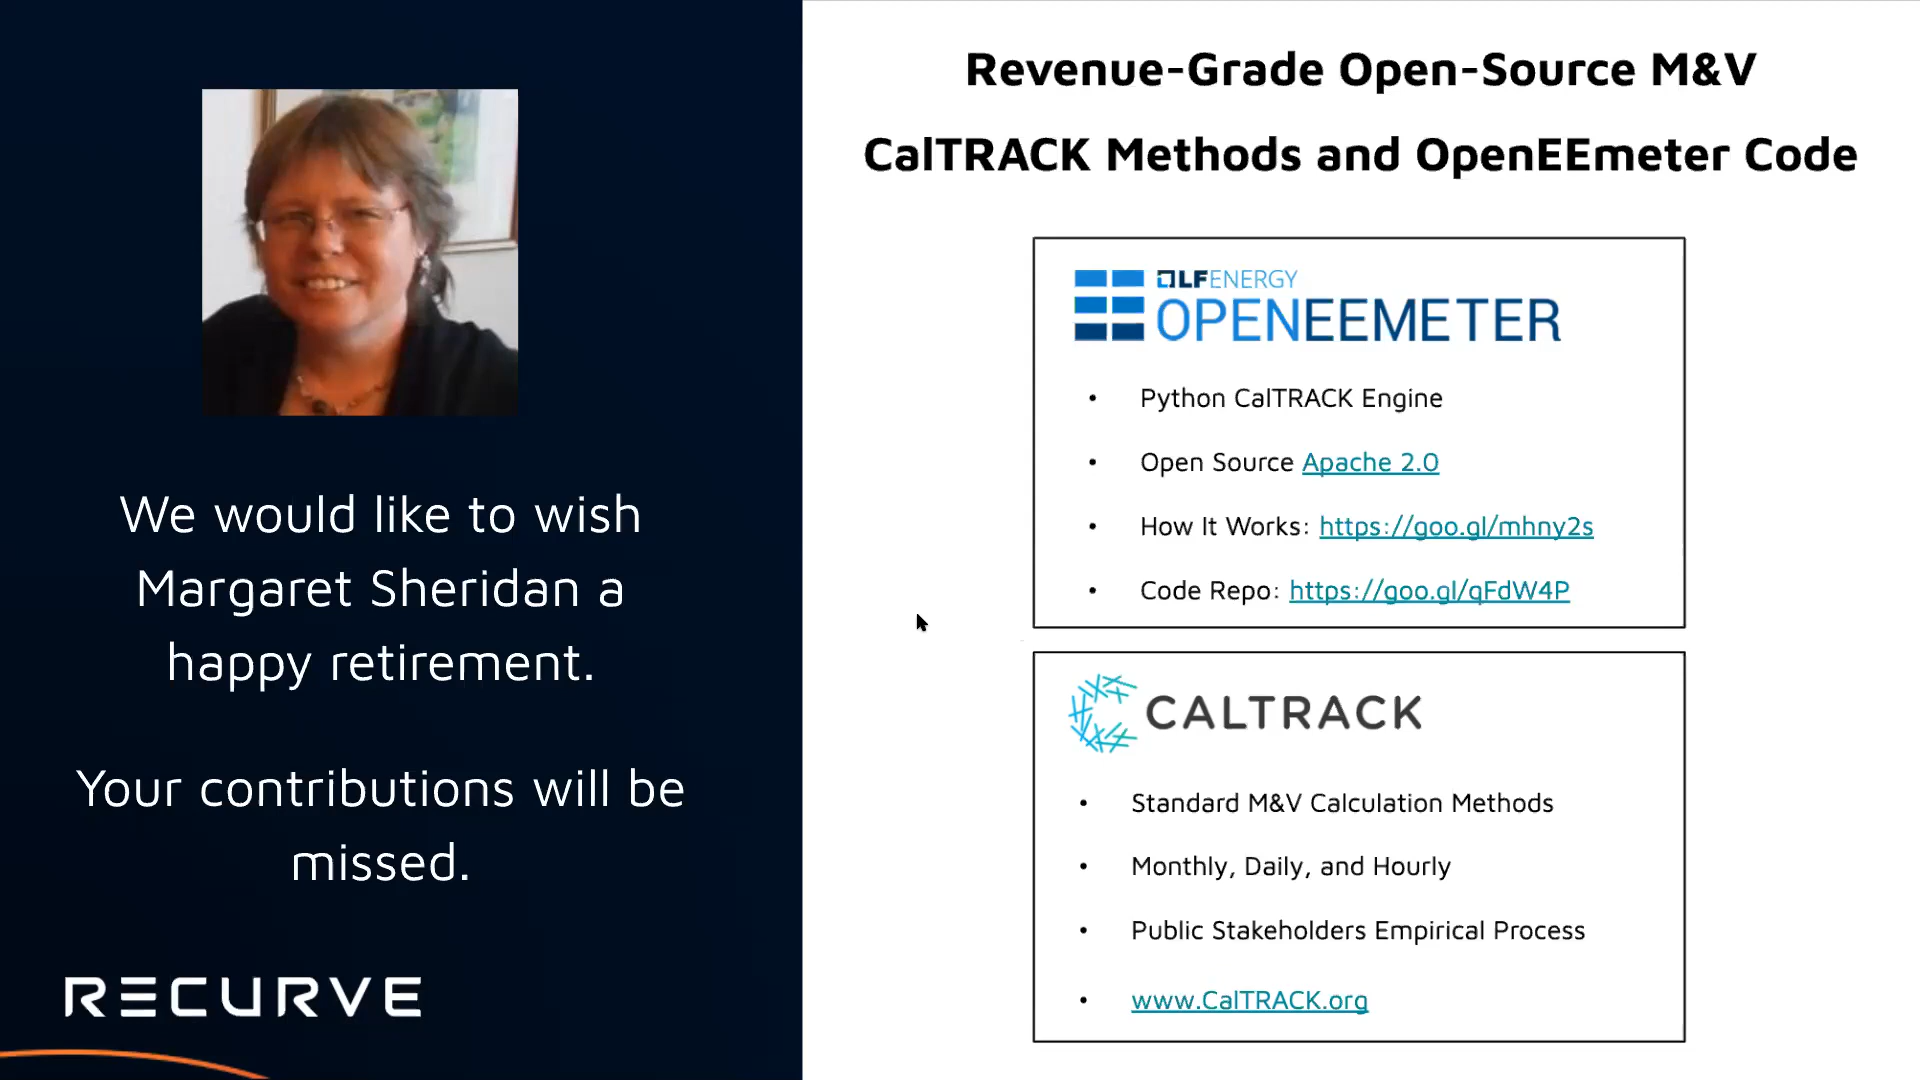 We would like to wish
Margaret Sheridan a
happy retirement.
Your contributions will be
missed.
RECURVE
Revenue-Grade Open-Source M&V
CalTRACK Methods and OpenEEmeter Code
LFENERGY
OPENEEMETER
• Python CalTRACK Engine
• Open Source Apache 2.0
• How It Works: https://goo.gl/mhny2s
• Code Repo: https://goo.gl/qFdW4P
CALTRACK
• Standard M&V Calculation Methods
• Monthly, Daily, and Hourly
• Public Stakeholders Empirical Process
• www.CalTRACK.org